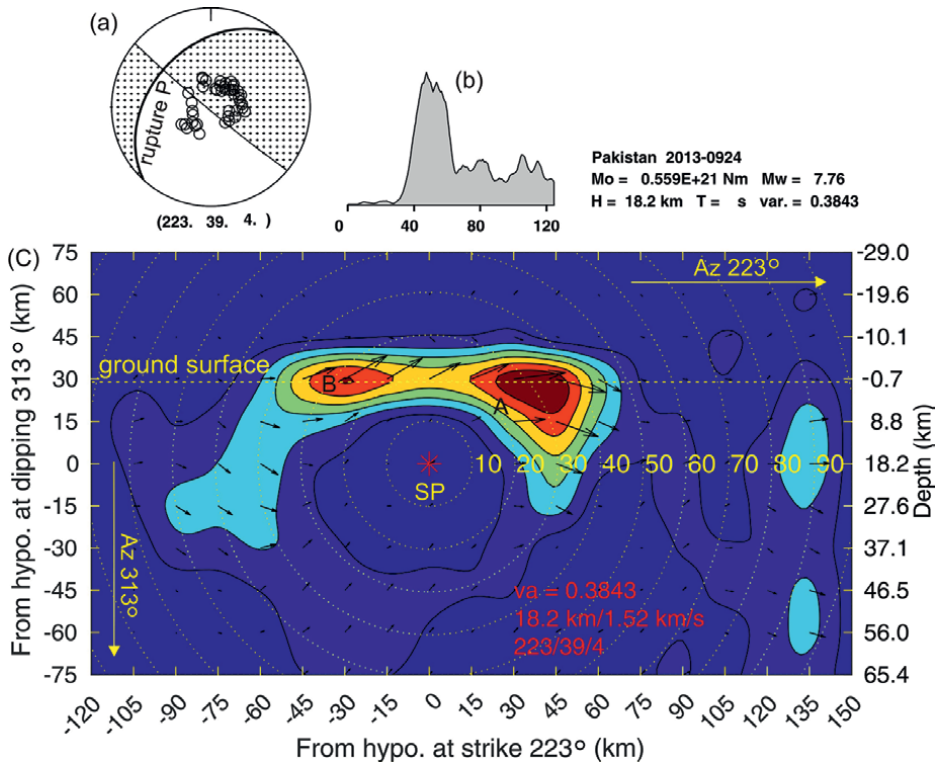 (a)
rupture P
(223. 39. 4. )
(b)
0 40 80 120
Pakistan 2013-0924
Mo = 0.559E+21 Nm Mw = 7.76
H = 18.2 km T = s var. = 0.3843
(C)
From hypo. at dipping 313° (km)
75
60
45
30
15
0
-15
-30
-45
-60
-75
Az 223°
ground surface
B
A
10 20 30 40 50 60 70 80 90
SP
Az 313°
va = 0.3843
18.2 km/1.52 km/s
223/39/4
-29.0
-19.6
-10.1
-0.7
8.8
18.2
27.6
37.1
46.5
56.0
65.4
Depth (km)
-120 -105 -90 -75 -60 -45 -30 -15 0 15 30 45 60 75 90 105 120 135 150
From hypo. at strike 223° (km)